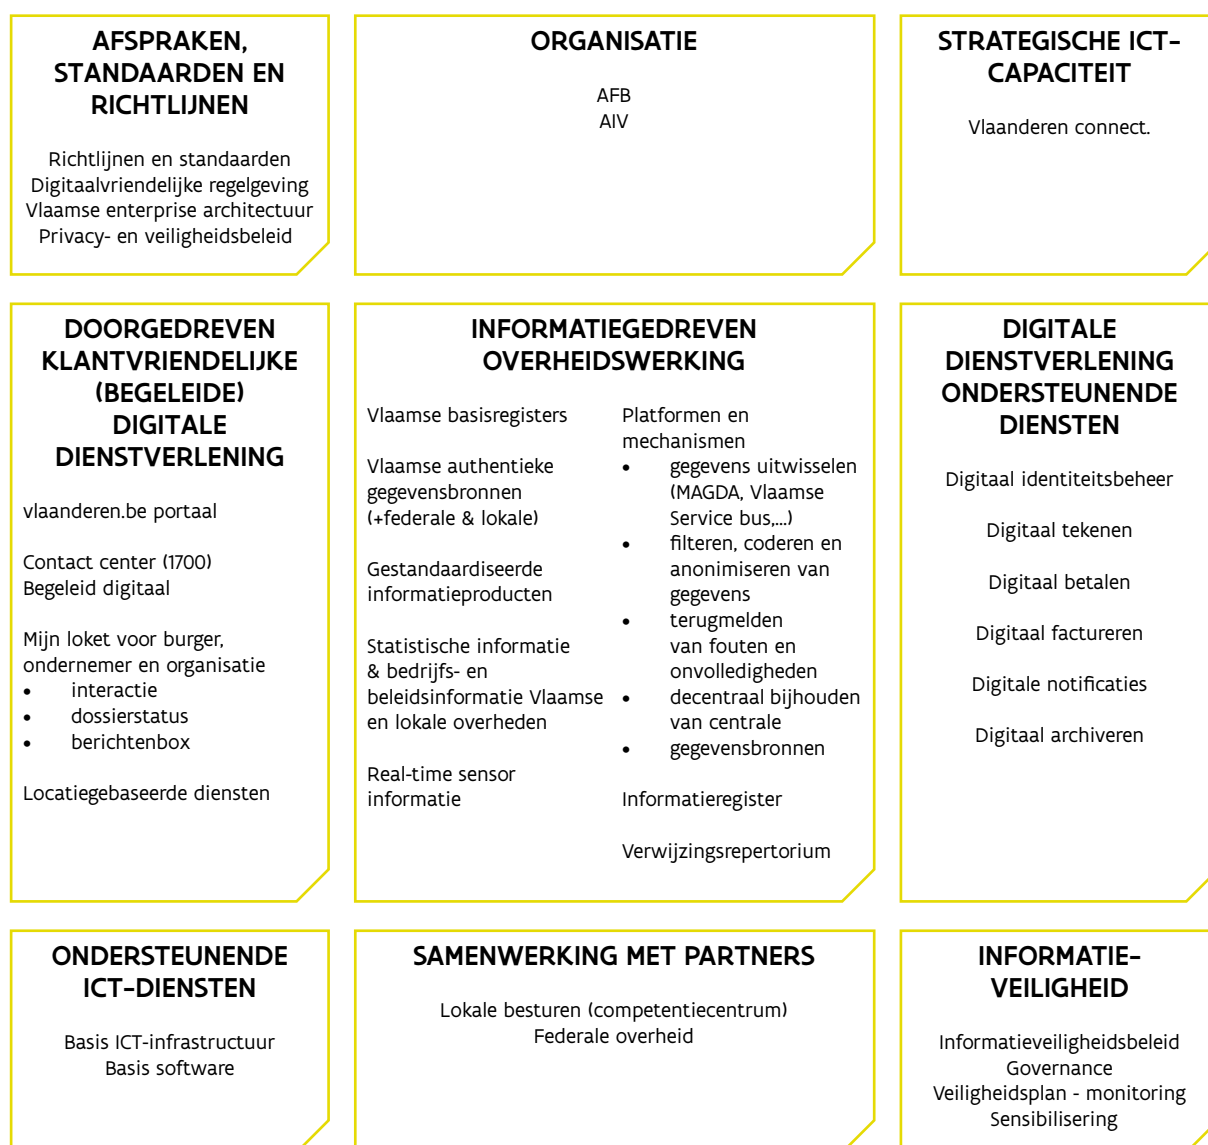 AFSPRAKEN,
STANDAARDEN EN
RICHTLIJNEN
Richtlijnen en standaarden
Digitaalvriendelijke regelgeving
Vlaamse enterprise architectuur
Privacy- en veiligheidsbeleid
ORGANISATIE
AFB
AIV
STRATEGISCHE ICT-
CAPACITEIT
Vlaanderen connect.
DOORGEDREVEN
KLANTVRIENDELIJKE
(BEGELEIDE)
DIGITALE
DIENSTVERLENING
vlaanderen.be portaal
Contact center (1700)
Begeleid digitaal
Mijn loket voor burger,
ondernemer en organisatie
• interactie
• dossierstatus
• berichtenbox
Locatiegebaseerde diensten
INFORMATIEGEDREVEN
OVERHEIDSWERKING
Vlaamse basisregisters
Vlaamse authentieke
gegevensbronnen
(+federale & lokale)
Gestandaardiseerde
informatieproducten
Statistische informatie
& bedrijfs- en
beleidsinformatie Vlaamse
en lokale overheden
Real-time sensor
informatie
Platformen en
mechanismen
• gegevens uitwisselen
(MAGDA, Vlaamse
Service bus,...)
• filteren, coderen en
anonimiseren van
gegevens
• terugmelden
van fouten en
onvolledigheden
• decentraal bijhouden
van centrale
• gegevensbronnen
Informatieregister
Verwijzingsrepertorium
DIGITALE
DIENSTVERLENING
ONDERSTEUNENDE
DIENSTEN
Digitaal identiteitsbeheer
Digitaal tekenen
Digitaal betalen
Digitaal factureren
Digitale notificaties
Digitaal archiveren
ONDERSTEUNENDE
ICT-DIENSTEN
Basis ICT-infrastructuur
Basis software
SAMENWERKING MET PARTNERS
Lokale besturen (competentiecentrum)
Federale overheid
INFORMATIE-
VEILIGHEID
Informatieveiligheidsbeleid
Governance
Veiligheidsplan - monitoring
Sensibilisering